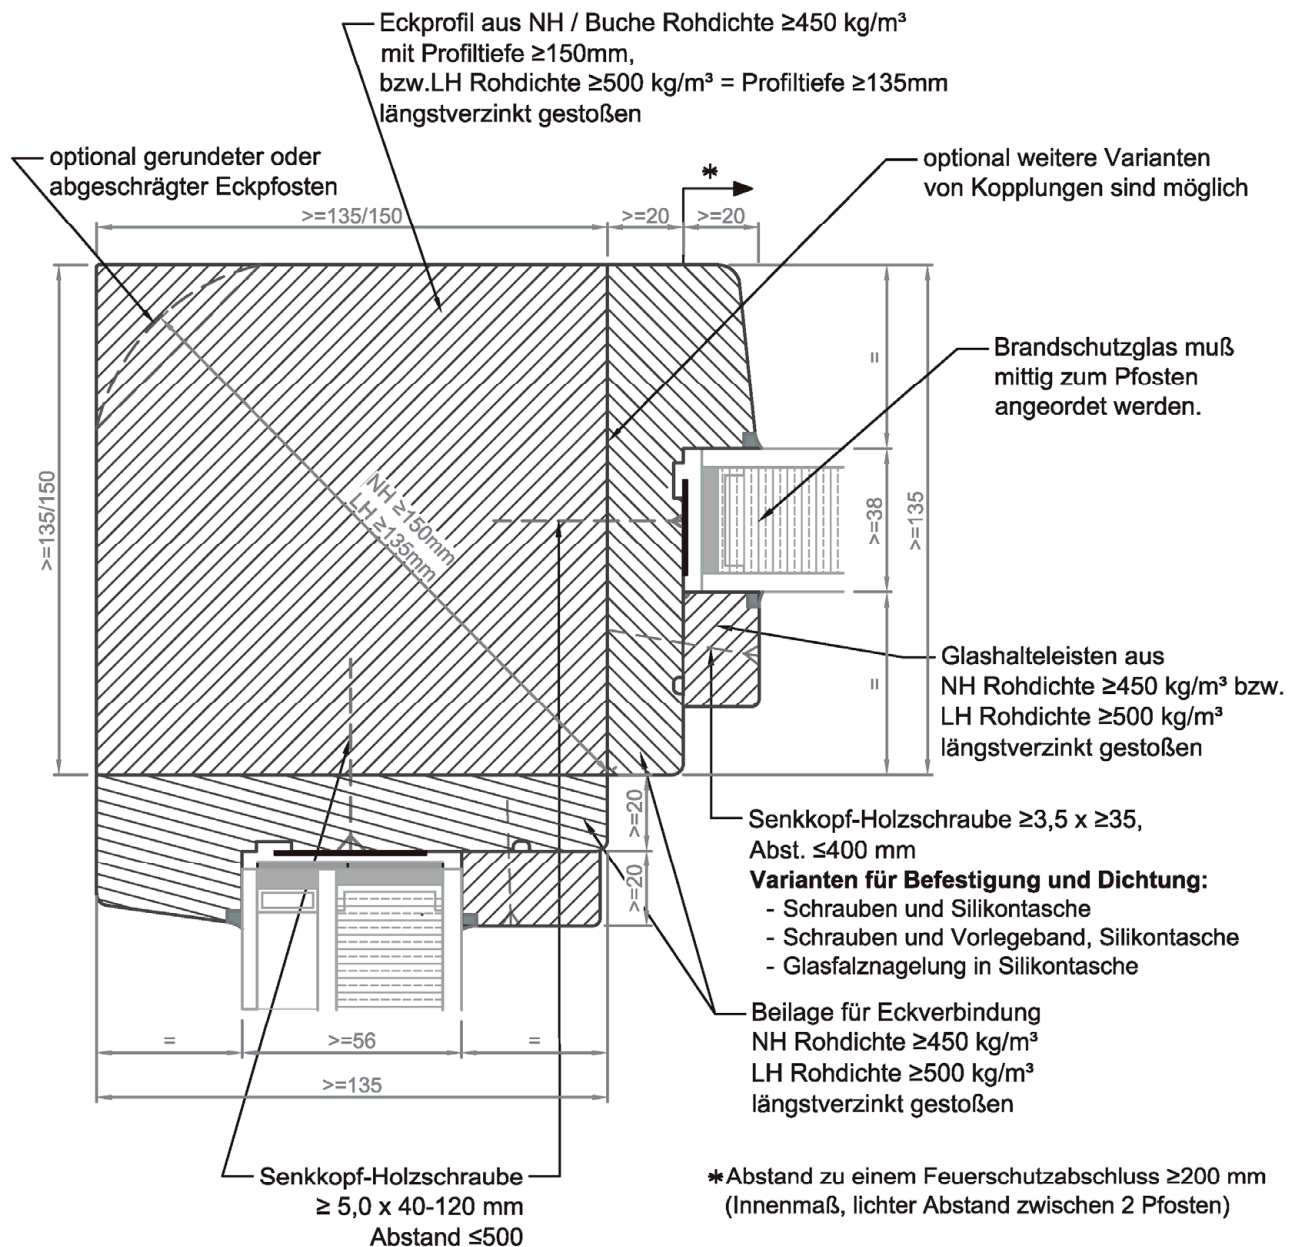 Eckprofil aus NH / Buche Rohdichte ≥450 kg/m³
mit Profiltiefe ≥150mm,
bzw.LH Rohdichte ≥500 kg/m³ = Profiltiefe ≥135mm
längstverzinkt gestoßen
optional gerundeter oder
abgeschrägter Eckpfosten
optional weitere Varianten
von Kopplungen sind möglich
*
>=135/150
>=20
>=20
=
Brandschutzglas muß
mittig zum Pfosten
angeordet werden.
>=135/150
NH ≥150mm
LH ≥135mm
>=38
>=135
=
Glashalteleisten aus
NH Rohdichte ≥450 kg/m³ bzw.
LH Rohdichte ≥500 kg/m³
längstverzinkt gestoßen
>=20
>=20
Senkkopf-Holzschraube ≥3,5 x ≥35,
Abst. ≤400 mm
Varianten für Befestigung und Dichtung:
- Schrauben und Silikontasche
- Schrauben und Vorlegeband, Silikontasche
- Glasfalznagelung in Silikontasche
Beilage für Eckverbindung
NH Rohdichte ≥450 kg/m³
LH Rohdichte ≥500 kg/m³
längstverzinkt gestoßen
= >=56 =
>=135
Senkkopf-Holzschraube
≥ 5,0 x 40-120 mm
Abstand ≤500
*Abstand zu einem Feuerschutzabschluss ≥200 mm
(Innenmaß, lichter Abstand zwischen 2 Pfosten)